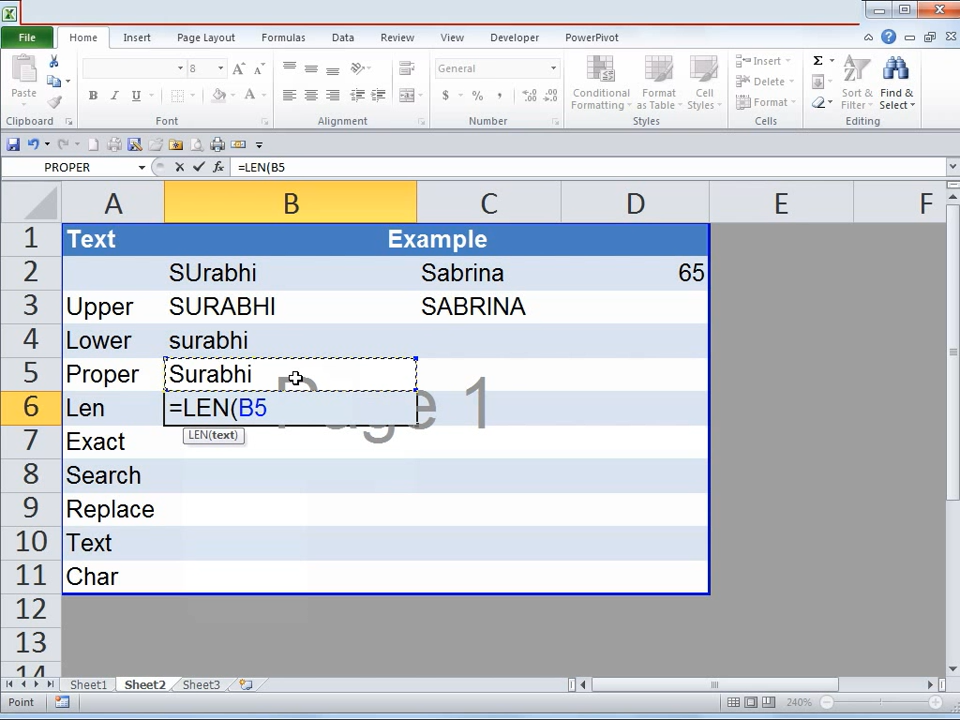 File Home Insert Page Layout Formulas Data Review View Developer PowerPivot
Paste
8
A A
General
Conditional Formatting
Format as Table
Cell Styles
Insert
Delete
Format
Σ
Sort & Filter
Find & Select
B I U A
$ % ,
Clipboard Font Alignment Number Styles Cells Editing
PROPER fx =LEN(B5
A B C D E F
1 Text Example
2 SUrabhi Sabrina 65
3 Upper SURABHI SABRINA
4 Lower surabhi
5 Proper Surabhi
6 Len =LEN(B5
Page 1
7 Exact
LEN(text)
8 Search
9 Replace
10 Text
11 Char
12
13
14
Sheet1 Sheet2 Sheet3
Point 240%